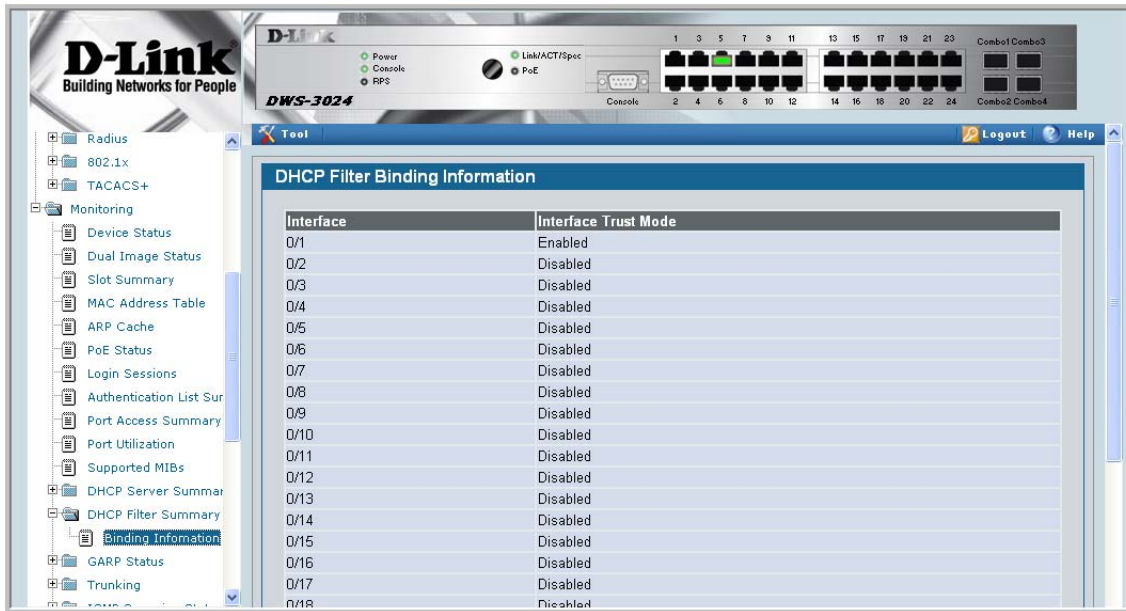 D-Link
Building Networks for People
D-Link
Power
Console
RPS
Link/ACT/Spec
PoE
DWS-3024
Console
1 3 5 7 9 11 13 15 17 19 21 23
2 4 6 8 10 12 14 16 18 20 22 24
Combo1 Combo3
Combo2 Combo4
Tool
Logout
Help
Radius
802.1x
TACACS+
Monitoring
Device Status
Dual Image Status
Slot Summary
MAC Address Table
ARP Cache
PoE Status
Login Sessions
Authentication List Sur
Port Access Summary
Port Utilization
Supported MIBs
DHCP Server Summar
DHCP Filter Summary
Binding Infomation
GARP Status
Trunking
DHCP Filter Binding Information
Interface Interface Trust Mode
0/1 Enabled
0/2 Disabled
0/3 Disabled
0/4 Disabled
0/5 Disabled
0/6 Disabled
0/7 Disabled
0/8 Disabled
0/9 Disabled
0/10 Disabled
0/11 Disabled
0/12 Disabled
0/13 Disabled
0/14 Disabled
0/15 Disabled
0/16 Disabled
0/17 Disabled
0/18 Disabled